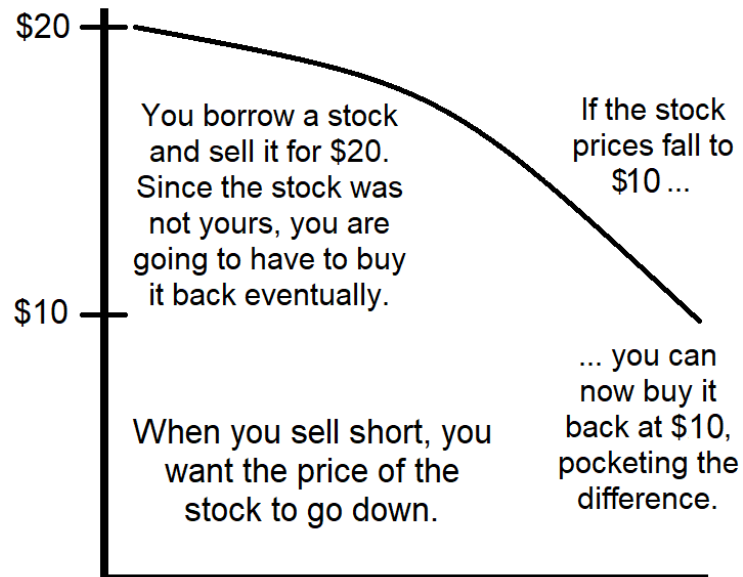 $20
You borrow a stock
and sell it for $20.
Since the stock was
not yours, you are
going to have to buy
it back eventually.
If the stock
prices fall to
$10 ...
$10
... you can
now buy it
back at $10,
pocketing the
difference.
When you sell short, you
want the price of the
stock to go down.